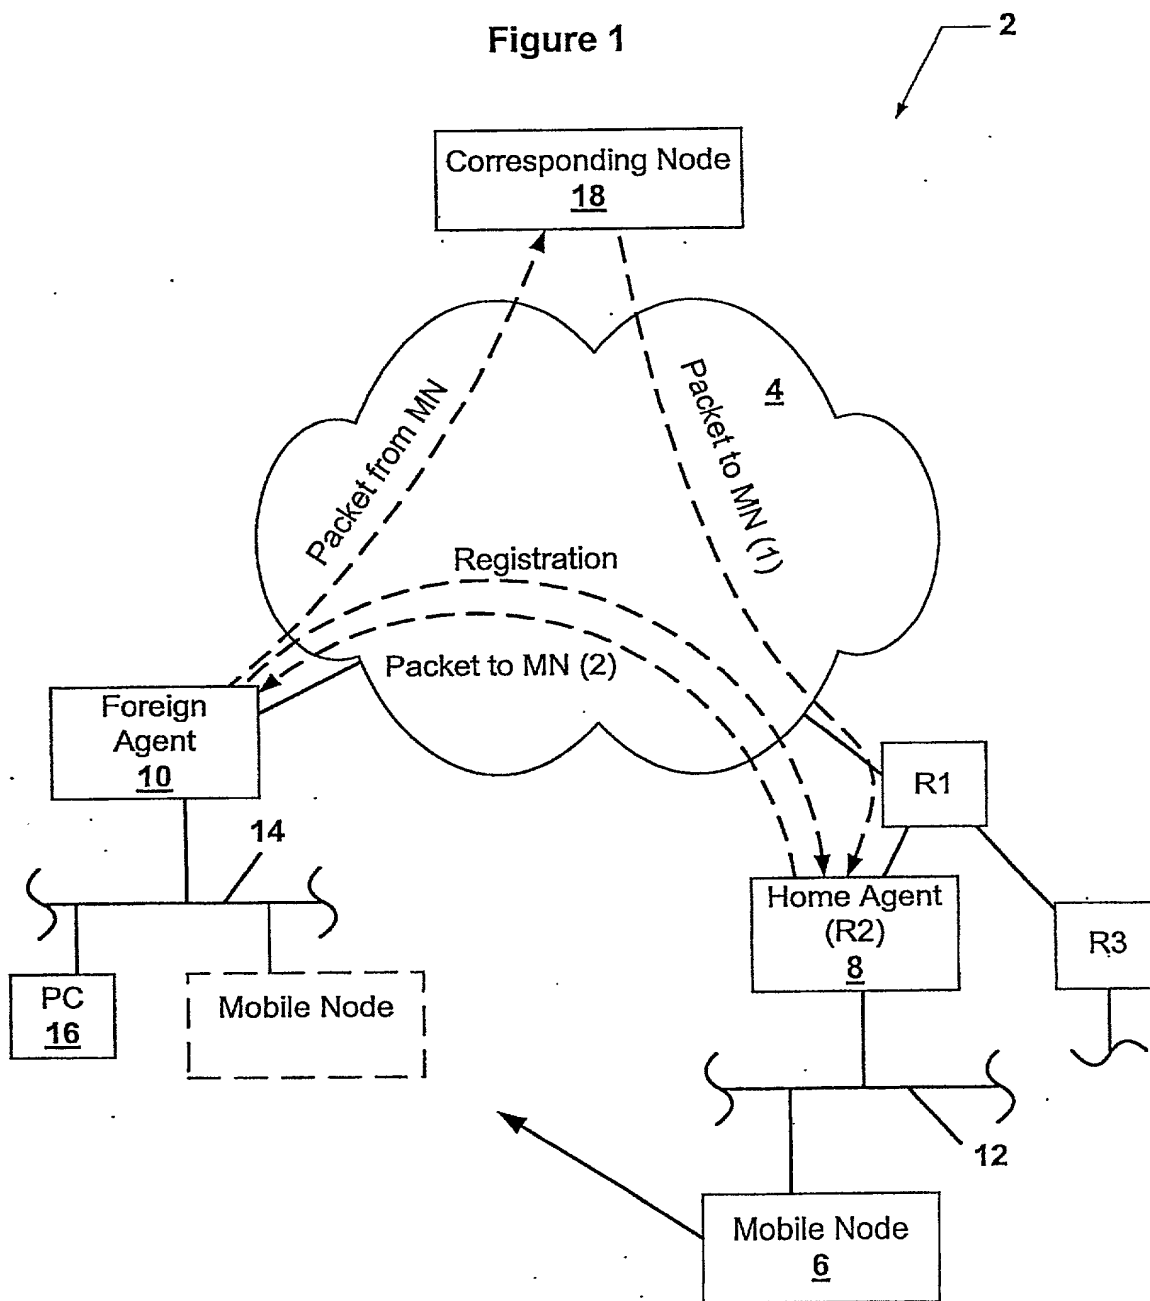 Figure 1
2
Corresponding Node
18
4
Packet from MN
Packet to MN (1)
Registration
Packet to MN (2)
Foreign
Agent
10
R1
14
Home Agent
(R2)
8
R3
PC
16
Mobile Node
12
Mobile Node
6